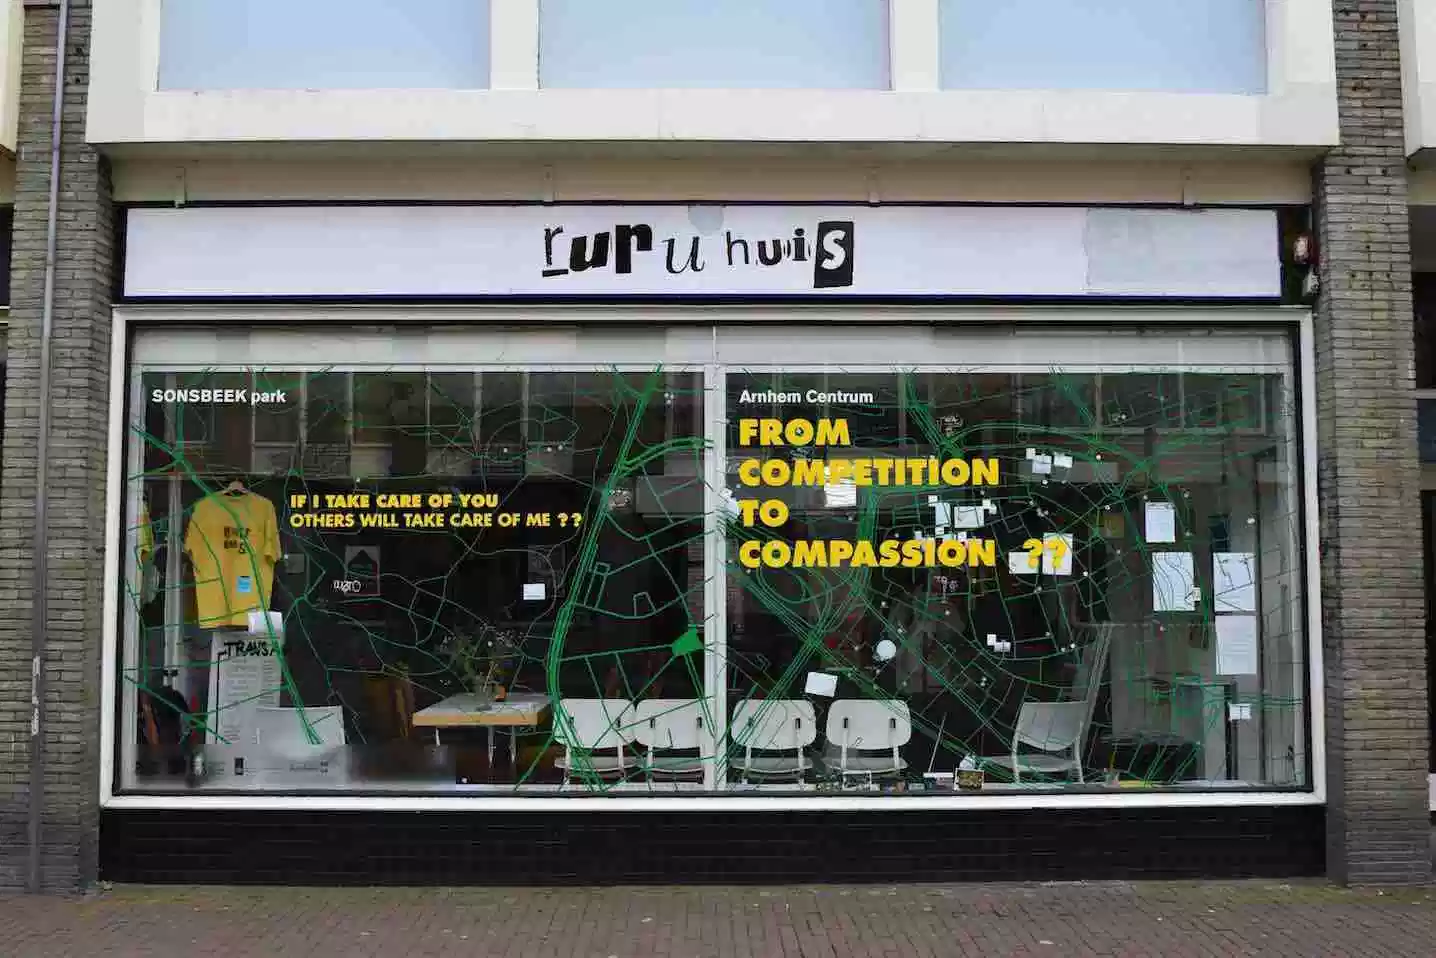 ruru huis
SONSBEEK park
Arnhem Centrum
FROM
COMPETITION
TO
COMPASSION ??
IF I TAKE CARE OF YOU
OTHERS WILL TAKE CARE OF ME ??